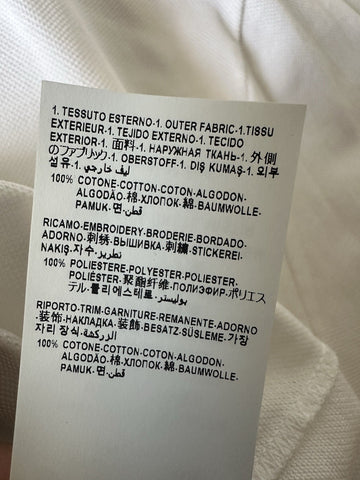 1. TESSUTO ESTERNO-1. OUTER FABRIC-1.TISSU
EXTERIEUR-1. TEJIDO EXTERNO-1. TECIDO
EXTERIOR-1. 面料-1. НАРУЖНАЯ ТКАНЬ-1. 外側
のファブリック-1. OBERSTOFF-1. DIŞ KUMAŞ-1. 외부
섬유-1. ليف خارجي
100% COTONE-COTTON-COTON-ALGODON-
ALGODÃO-棉-ХЛОПОК-綿-BAUMWOLLE-
PAMUK-면-قطن
RICAMO-EMBROIDERY-BRODERIE-BORDADO-
ADORNO-刺绣-ВЫШИВКА-刺繍-STICKEREI-
NAKIŞ-자수-تطريز
100% POLIESTERE-POLYESTER-POLIESTER-
POLIÉSTER-聚酯纤维-ПОЛИЭФИР-ポリエス
テル-폴리에스테르-بوليستر
RIPORTO-TRIM-GARNITURE-REMANENTE-ADORNO
-装饰-НАКЛАДКА-装飾-BESATZ-SÜSLEME-가장
자리 장식-الزركشة
100% COTONE-COTTON-COTON-ALGODON-
ALGODÃO-棉-ХЛОПОК-綿-BAUMWOLLE-
PAMUK-면-قطن